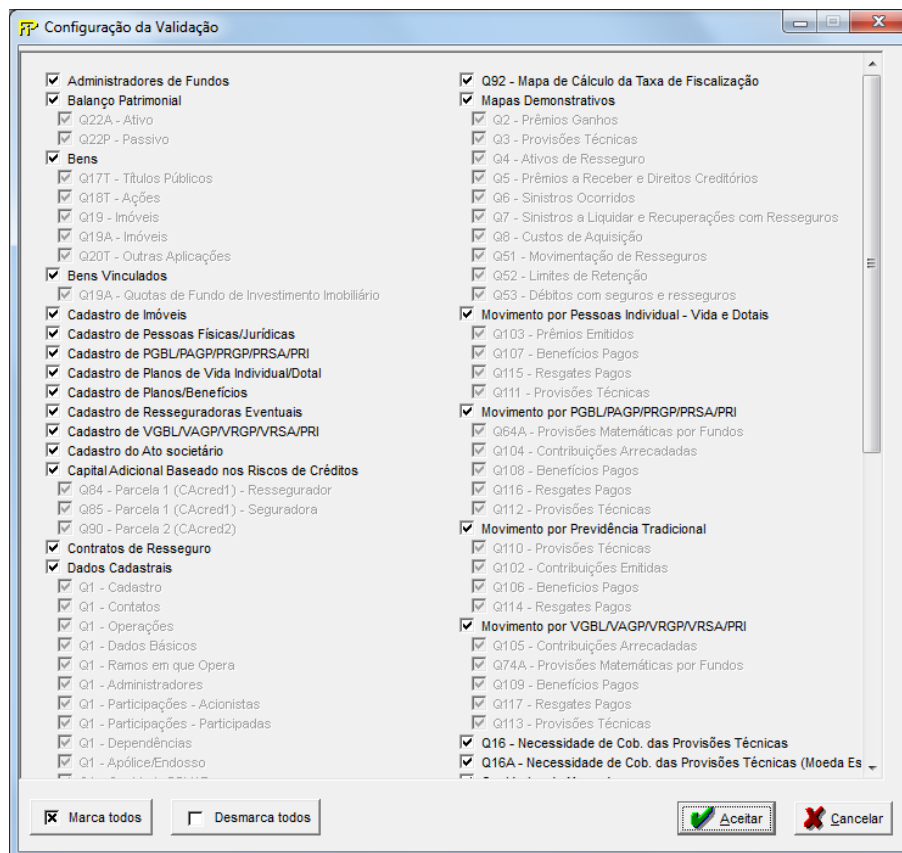 Configuração da Validação
Administradores de Fundos
Balanço Patrimonial
Q22A - Ativo
Q22P - Passivo
Bens
Q17T - Títulos Públicos
Q18T - Ações
Q19 - Imóveis
Q19A - Imóveis
Q20T - Outras Aplicações
Bens Vinculados
Q19A - Quotas de Fundo de Investimento Imobiliário
Cadastro de Imóveis
Cadastro de Pessoas Físicas/Jurídicas
Cadastro de PGBL/PAGP/PRGP/PRSA/PRI
Cadastro de Planos de Vida Individual/Dotal
Cadastro de Planos/Benefícios
Cadastro de Resseguradoras Eventuais
Cadastro de VGBL/VAGP/VRGP/VRSA/PRI
Cadastro do Ato societário
Capital Adicional Baseado nos Riscos de Créditos
Q84 - Parcela 1 (CAcred1) - Ressegurador
Q85 - Parcela 1 (CAcred1) - Seguradora
Q90 - Parcela 2 (CAcred2)
Contratos de Resseguro
Dados Cadastrais
Q1 - Cadastro
Q1 - Contatos
Q1 - Operações
Q1 - Dados Básicos
Q1 - Ramos em que Opera
Q1 - Administradores
Q1 - Participações - Acionistas
Q1 - Participações - Participadas
Q1 - Dependências
Q1 - Apólice/Endosso
Q92 - Mapa de Cálculo da Taxa de Fiscalização
Mapas Demonstrativos
Q2 - Prêmios Ganhos
Q3 - Provisões Técnicas
Q4 - Ativos de Resseguro
Q5 - Prêmios a Receber e Direitos Creditórios
Q6 - Sinistros Ocorridos
Q7 - Sinistros a Liquidar e Recuperações com Resseguros
Q8 - Custos de Aquisição
Q51 - Movimentação de Resseguros
Q52 - Limites de Retenção
Q53 - Débitos com seguros e resseguros
Movimento por Pessoas Individual - Vida e Dotais
Q103 - Prêmios Emitidos
Q107 - Benefícios Pagos
Q115 - Resgates Pagos
Q111 - Provisões Técnicas
Movimento por PGBL/PAGP/PRGP/PRSA/PRI
Q64A - Provisões Matemáticas por Fundos
Q104 - Contribuições Arrecadadas
Q108 - Benefícios Pagos
Q116 - Resgates Pagos
Q112 - Provisões Técnicas
Movimento por Previdência Tradicional
Q110 - Provisões Técnicas
Q102 - Contribuições Emitidas
Q106 - Beneficios Pagos
Q114 - Resgates Pagos
Movimento por VGBL/VAGP/VRGP/VRSA/PRI
Q105 - Contribuições Arrecadadas
Q74A - Provisões Matemáticas por Fundos
Q109 - Benefícios Pagos
Q117 - Resgates Pagos
Q113 - Provisões Técnicas
Q16 - Necessidade de Cob. das Provisões Técnicas
Q16A - Necessidade de Cob. das Provisões Técnicas (Moeda Es
Marca todos
Desmarca todos
Aceitar
Cancelar